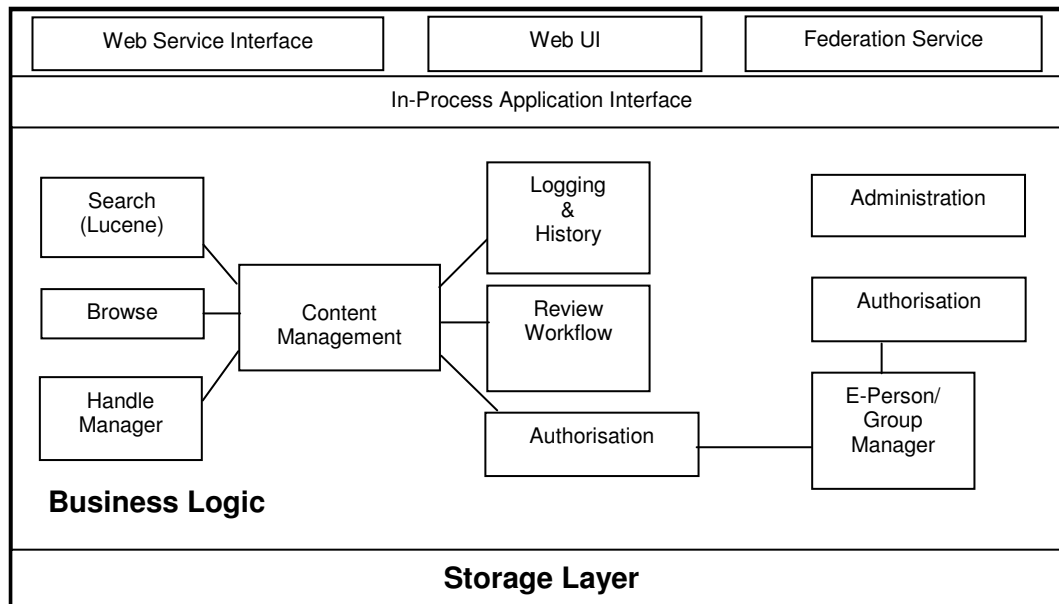 Web Service Interface
Web UI
Federation Service
In-Process Application Interface
Search
(Lucene)
Browse
Handle
Manager
Content
Management
Logging
&
History
Review
Workflow
Authorisation
Administration
Authorisation
E-Person/
Group
Manager
Business Logic
Storage Layer